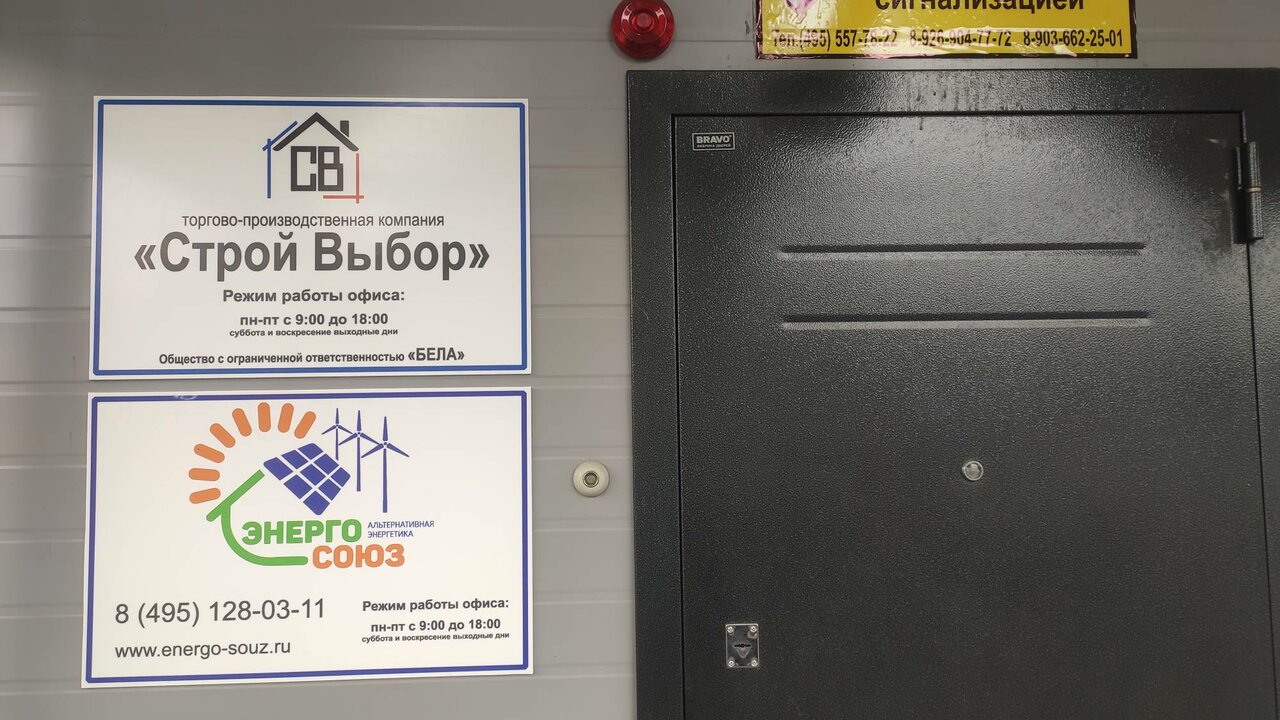 сигнализацией
Тел.(495) 557-78-22 8-926-904-77-72 8-903-662-25-01
BRAVO
ФАБРИКА ДВЕРЕЙ
СВ
торгово-производственная компания
«Строй Выбор»
Режим работы офиса:
пн-пт с 9:00 до 18:00
суббота и воскресение выходные дни
Общество с ограниченной ответственностью «БЕЛА»
ЭНЕРГО
СОЮЗ
АЛЬТЕРНАТИВНАЯ
ЭНЕРГЕТИКА
8 (495) 128-03-11
www.energo-souz.ru
Режим работы офиса:
пн-пт с 9:00 до 18:00
суббота и воскресение выходные дни